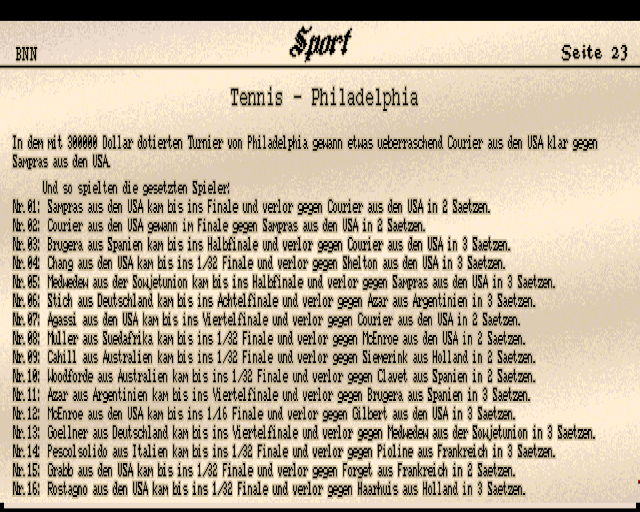 BNN
Sport
Seite 23
Tennis - Philadelphia
In dem mit 300000 Dollar dotierten Turnier von Philadelphia gewann etwas ueberraschend Courier aus den USA klar gegen
Sampras aus den USA.
Und so spielten die gesetzten Spieler:
Nr.01: Sampras aus den USA kam bis ins Finale und verlor gegen Courier aus den USA in 2 Saetzen.
Nr.02: Courier aus den USA gewann im Finale gegen Sampras aus den USA in 2 Saetzen.
Nr.03: Brugera aus Spanien kam bis ins Halbfinale und verlor gegen Courier aus den USA in 3 Saetzen.
Nr.04: Chang aus den USA kam bis ins 1/32 Finale und verlor gegen Shelton aus den USA in 3 Saetzen.
Nr.05: Medwedew aus der Sowjetunion kam bis ins Halbfinale und verlor gegen Sampras aus den USA in 3 Saetzen.
Nr.06: Stich aus Deutschland kam bis ins Achtelfinale und verlor gegen Azar aus Argentinien in 3 Saetzen.
Nr.07: Agassi aus den USA kam bis ins Viertelfinale und verlor gegen Courier aus den USA in 2 Saetzen.
Nr.08: Muller aus Suedafrika kam bis ins 1/32 Finale und verlor gegen McEnroe aus den USA in 2 Saetzen.
Nr.09: Cahill aus Australien kam bis ins 1/32 Finale und verlor gegen Siemerink aus Holland in 2 Saetzen.
Nr.10: Woodforde aus Australien kam bis ins 1/32 Finale und verlor gegen Clavet aus Spanien in 2 Saetzen.
Nr.11: Azar aus Argentinien kam bis ins Viertelfinale und verlor gegen Brugera aus Spanien in 3 Saetzen.
Nr.12: McEnroe aus den USA kam bis ins 1/16 Finale und verlor gegen Gilbert aus den USA in 3 Saetzen.
Nr.13: Goellner aus Deutschland kam bis ins Viertelfinale und verlor gegen Medwedew aus der Sowjetunion in 3 Saetzen.
Nr.14: Pescolsolido aus Italien kam bis ins 1/32 Finale und verlor gegen Pioline aus Frankreich in 3 Saetzen.
Nr.15: Grabb aus den USA kam bis ins 1/32 Finale und verlor gegen Forget aus Frankreich in 2 Saetzen.
Nr.16: Rostagno aus den USA kam bis ins 1/32 Finale und verlor gegen Haarhuis aus Holland in 3 Saetzen.